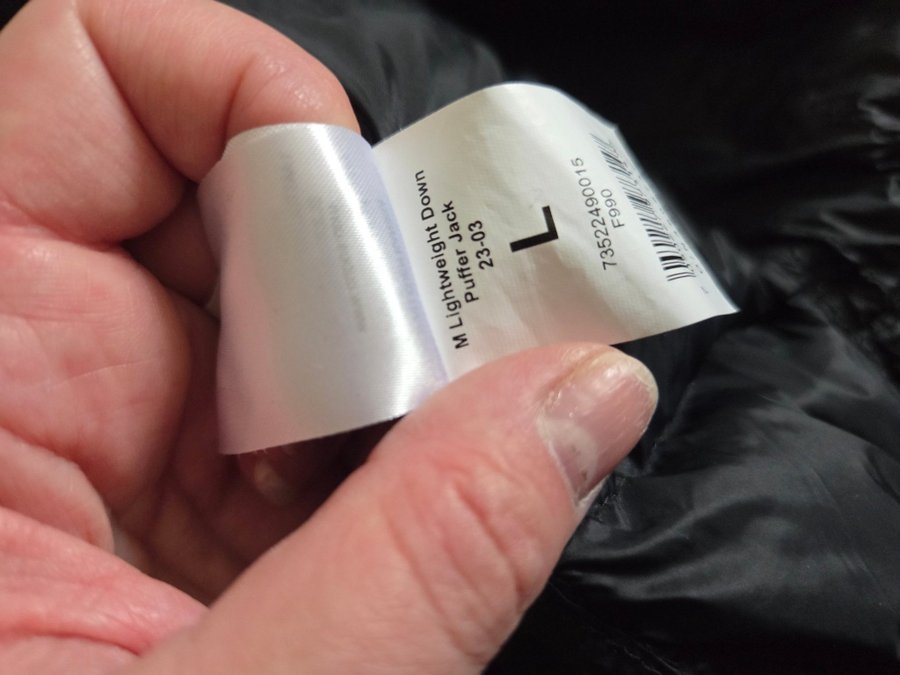 M Lightweight Down
Puffer Jack
23-03
L
73522490015
F990